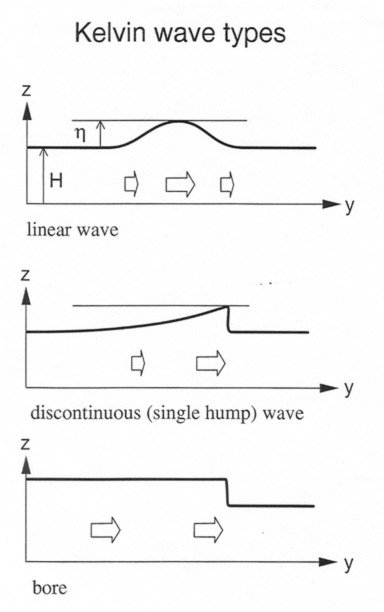 Kelvin wave types
z
η
H
y
linear wave
z
y
discontinuous (single hump) wave
z
y
bore